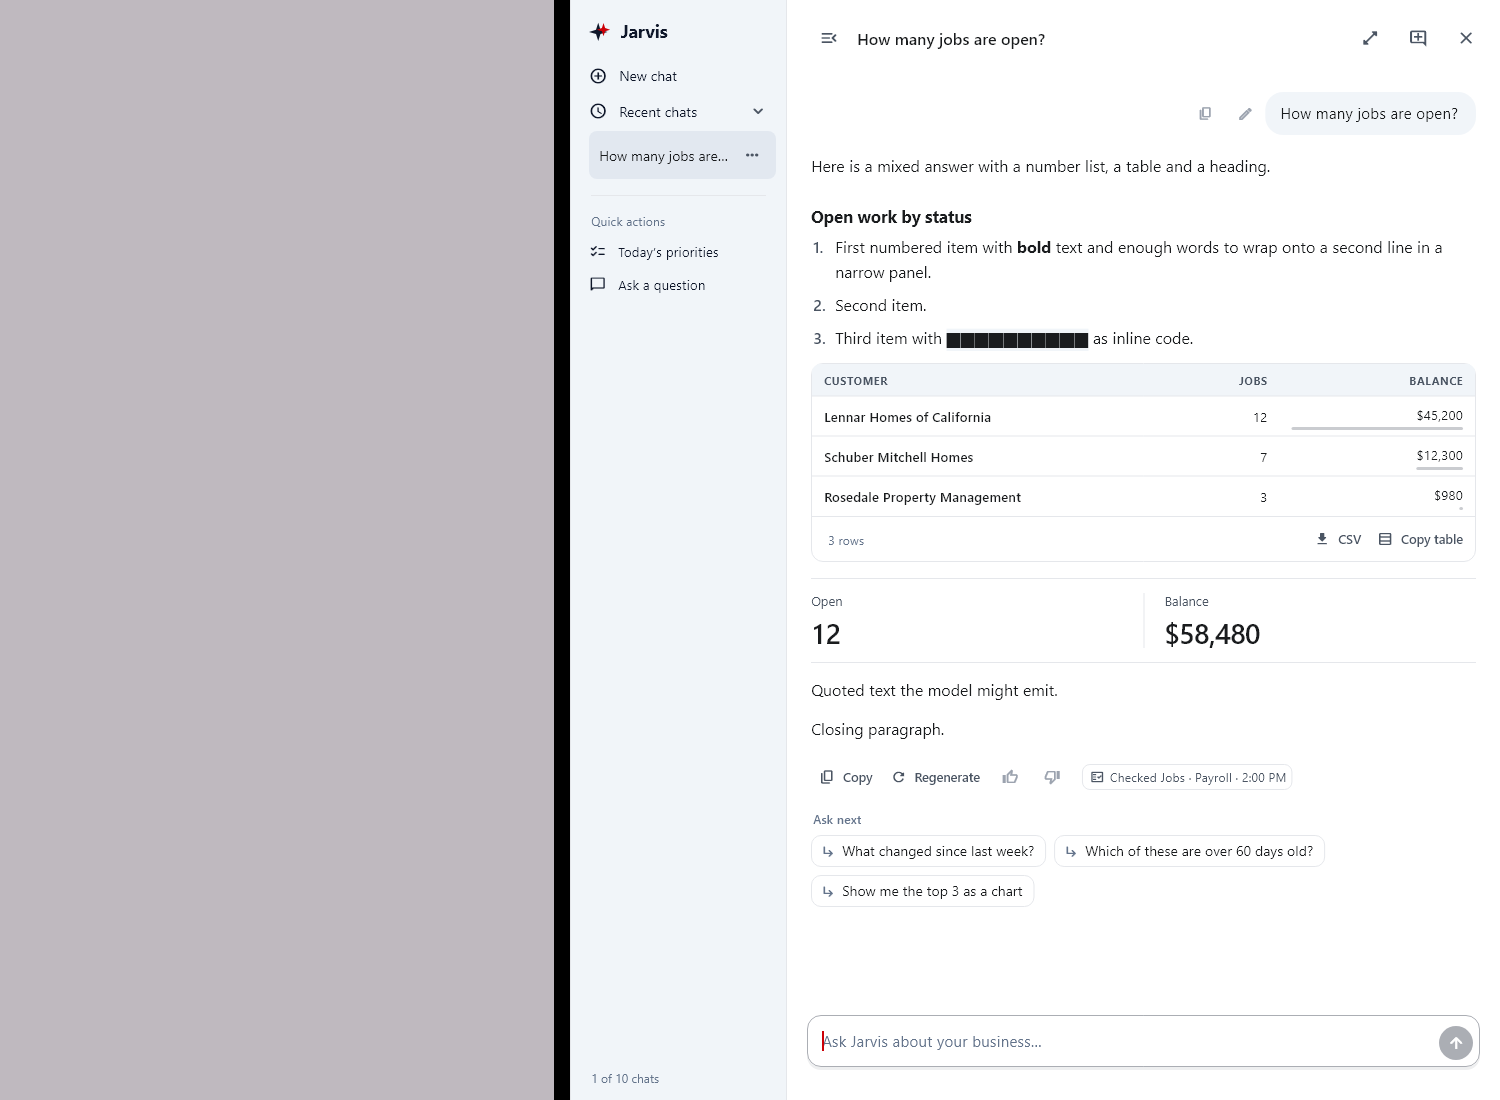 Jarvis
New chat
Recent chats
How many jobs are...
Quick actions
Today's priorities
Ask a question
1 of 10 chats
How many jobs are open?
How many jobs are open?
Here is a mixed answer with a number list, a table and a heading.
Open work by status
1. First numbered item with bold text and enough words to wrap onto a second line in a
narrow panel.
2. Second item.
3. Third item with as inline code.
CUSTOMER JOBS BALANCE
Lennar Homes of California 12 $45,200
Schuber Mitchell Homes 7 $12,300
Rosedale Property Management 3 $980
3 rows CSV Copy table
Open Balance
12 $58,480
Quoted text the model might emit.
Closing paragraph.
Copy Regenerate Checked Jobs · Payroll · 2:00 PM
Ask next
What changed since last week? Which of these are over 60 days old?
Show me the top 3 as a chart
Ask Jarvis about your business...